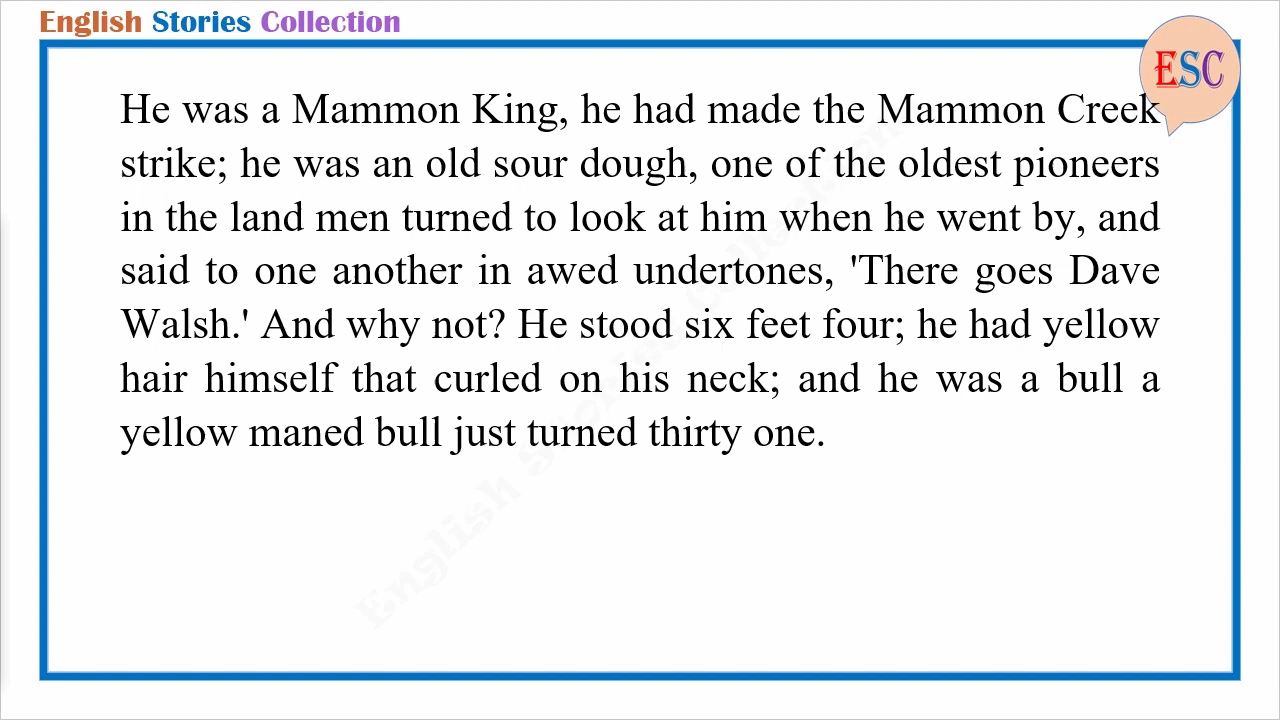 English Stories Collection
ESC
He was a Mammon King, he had made the Mammon Creek
strike; he was an old sour dough, one of the oldest pioneers
in the land men turned to look at him when he went by, and
said to one another in awed undertones, 'There goes Dave
Walsh.' And why not? He stood six feet four; he had yellow
hair himself that curled on his neck; and he was a bull a
yellow maned bull just turned thirty one.
English Stories Collection